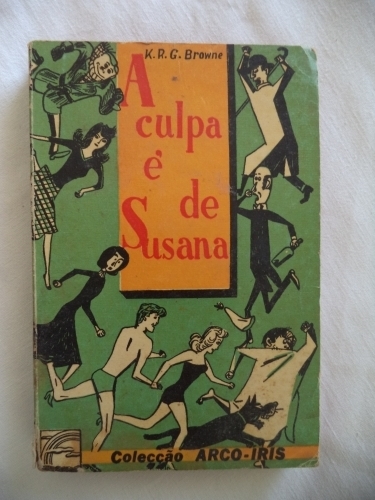 K.R.G. Browne
A
culpa
é
de
Susana
Colecção ARCO-IRIS